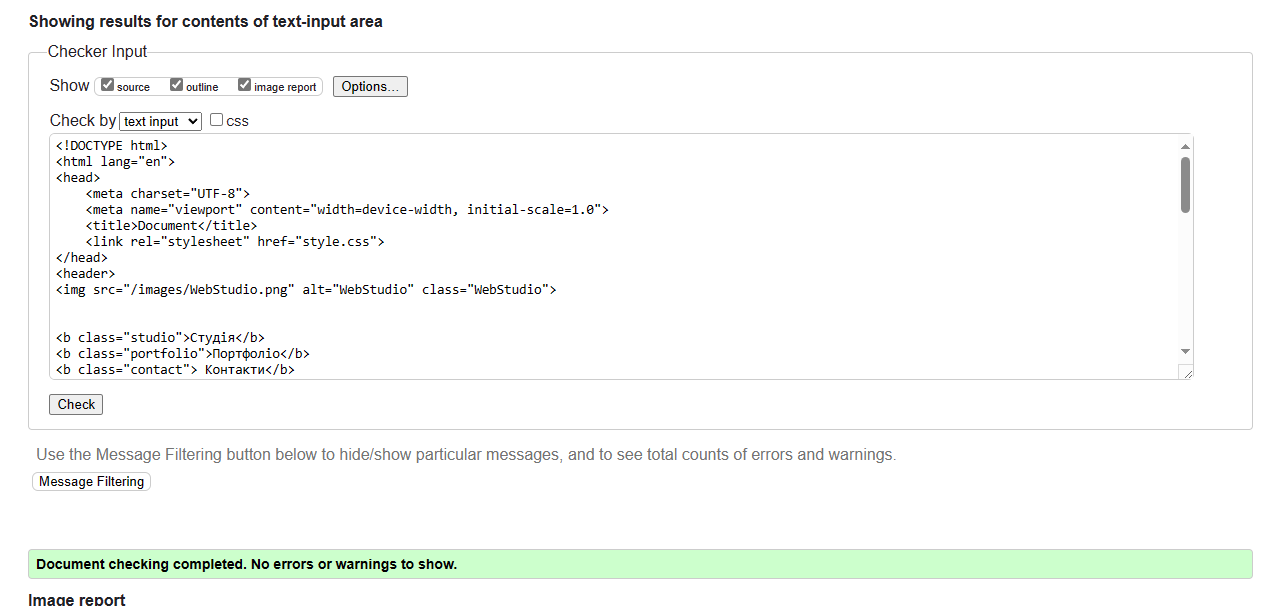 Showing results for contents of text-input area
Checker Input
Show source outline image report Options...
Check by text input css
<!DOCTYPE html>
<html lang="en">
<head>
    <meta charset="UTF-8">
    <meta name="viewport" content="width=device-width, initial-scale=1.0">
    <title>Document</title>
    <link rel="stylesheet" href="style.css">
</head>
<header>
<img src="/images/WebStudio.png" alt="WebStudio" class="WebStudio">
<b class="studio">Студія</b>
<b class="portfolio">Портфоліо</b>
<b class="contact"> Контакти</b>
Check
Use the Message Filtering button below to hide/show particular messages, and to see total counts of errors and warnings.
Message Filtering
Document checking completed. No errors or warnings to show.
Image report